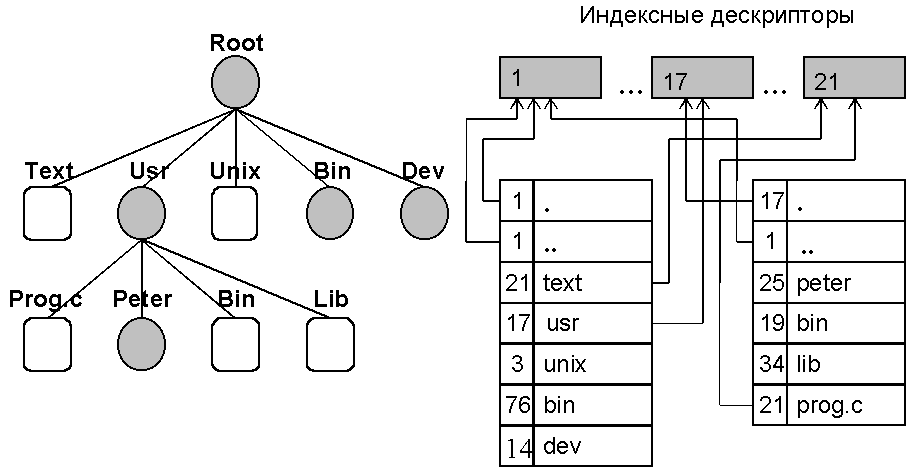 Индексные дескрипторы
Root
Text Usr Unix Bin Dev
Prog.c Peter Bin Lib
1 ... 17 ... 21
1 .
1 ..
21 text
17 usr
3 unix
76 bin
14 dev
17 .
1 ..
25 peter
19 bin
34 lib
21 prog.c